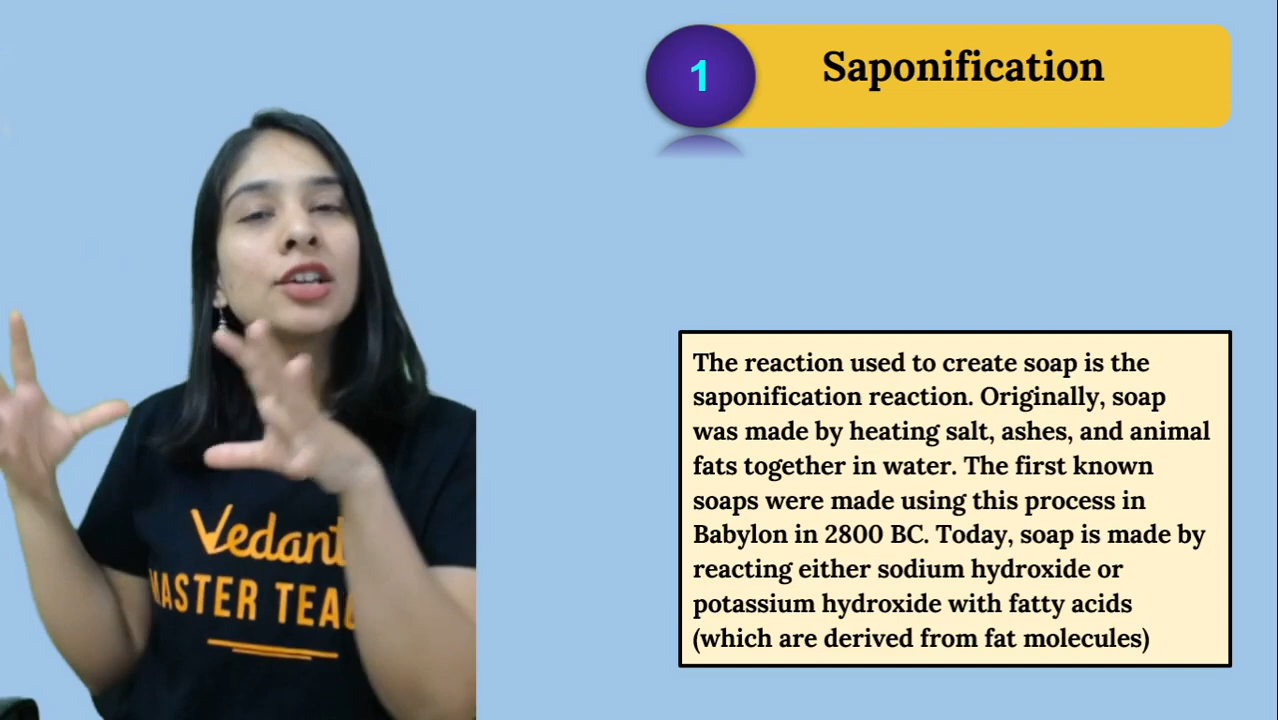 1
Saponification
The reaction used to create soap is the
saponification reaction. Originally, soap
was made by heating salt, ashes, and animal
fats together in water. The first known
soaps were made using this process in
Babylon in 2800 BC. Today, soap is made by
reacting either sodium hydroxide or
potassium hydroxide with fatty acids
(which are derived from fat molecules)
Vedant
MASTER TEA